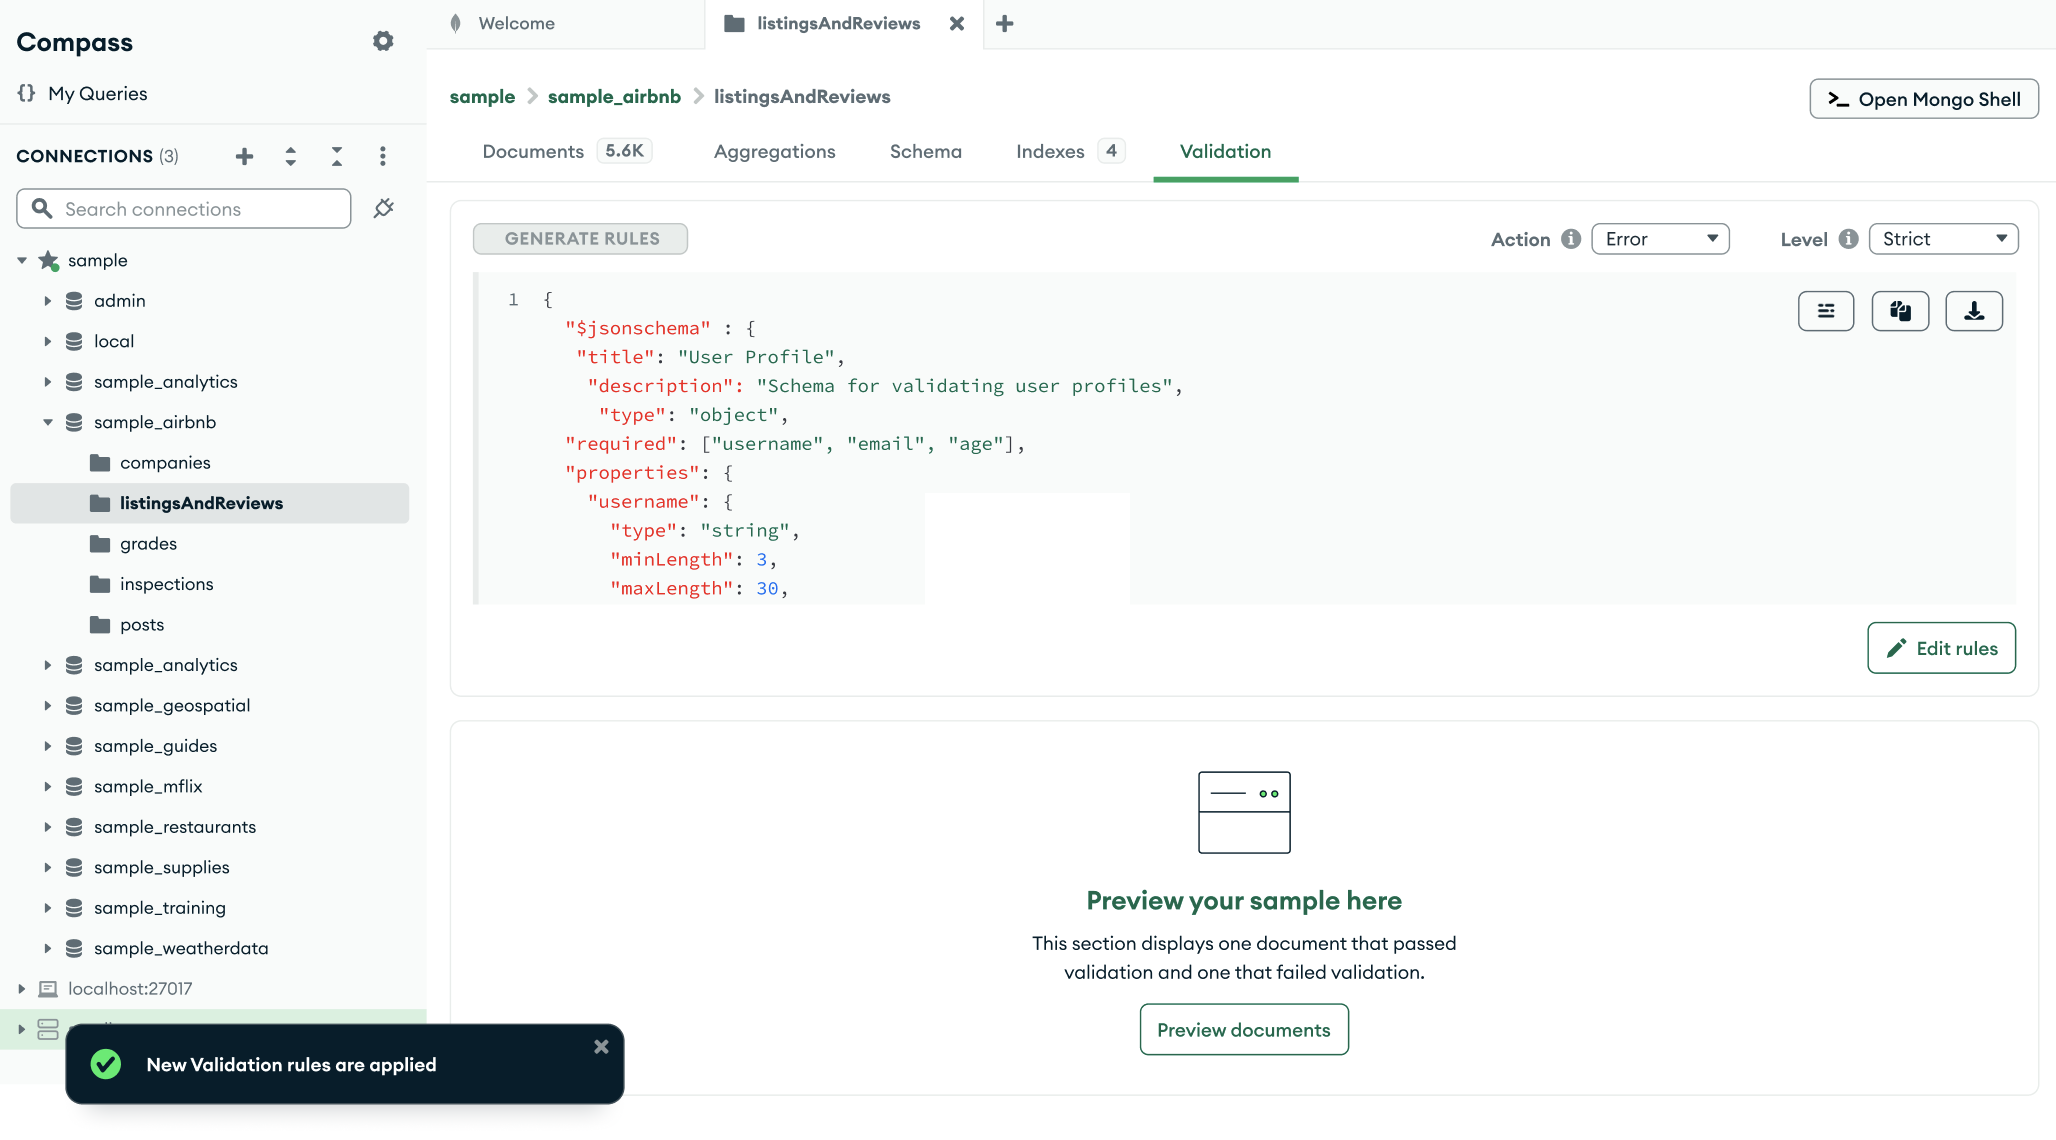 Compass
My Queries
CONNECTIONS (3)
Search connections
sample
admin
local
sample_analytics
sample_airbnb
companies
listingsAndReviews
grades
inspections
posts
sample_analytics
sample_geospatial
sample_guides
sample_mflix
sample_restaurants
sample_supplies
sample_training
sample_weatherdata
localhost:27017
New Validation rules are applied
Welcome
listingsAndReviews
sample > sample_airbnb > listingsAndReviews
>_ Open Mongo Shell
Documents 5.6K Aggregations Schema Indexes 4 Validation
GENERATE RULES
Action Error Level Strict
1 {
"$jsonschema" : {
"title": "User Profile",
"description": "Schema for validating user profiles",
"type": "object",
"required": ["username", "email", "age"],
"properties": {
"username": {
"type": "string",
"minLength": 3,
"maxLength": 30,
Edit rules
Preview your sample here
This section displays one document that passed
validation and one that failed validation.
Preview documents